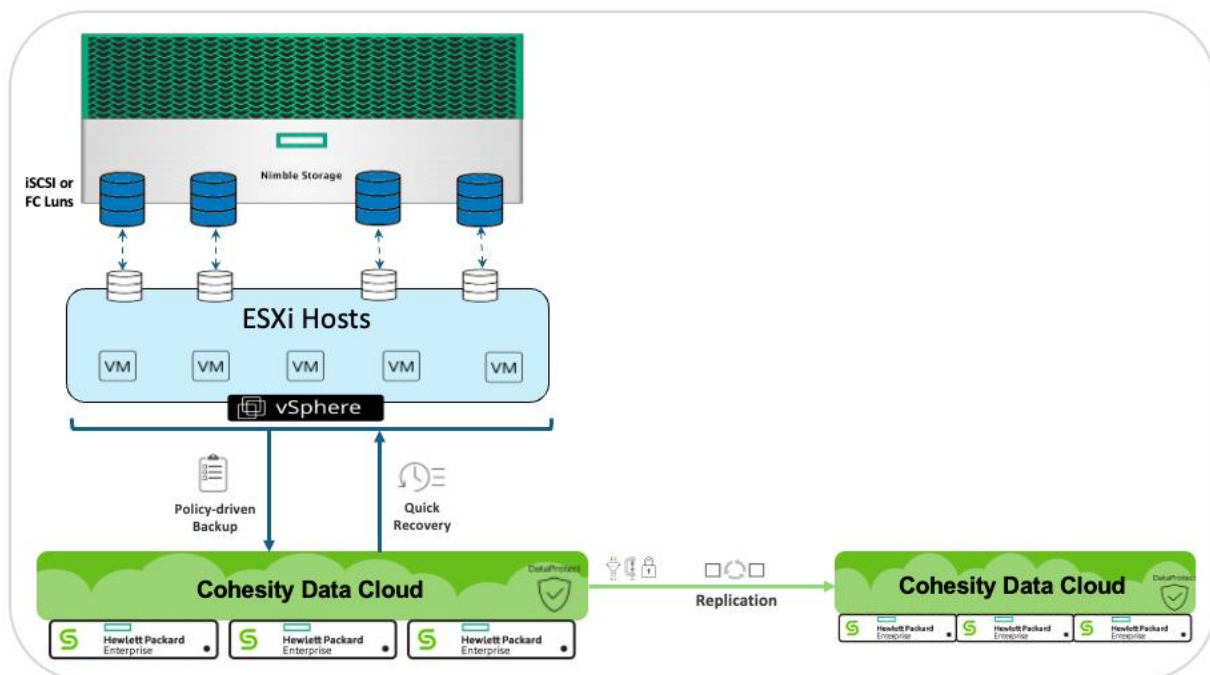 Nimble Storage
iSCSI or
FC Luns
ESXi Hosts
VM VM VM VM VM
vSphere
Policy-driven
Backup
Quick
Recovery
DataProtect
Cohesity Data Cloud
Hewlett Packard
Enterprise
Hewlett Packard
Enterprise
Hewlett Packard
Enterprise
Replication
Cohesity Data Cloud
DataProtect
Hewlett Packard
Enterprise
Hewlett Packard
Enterprise
Hewlett Packard
Enterprise